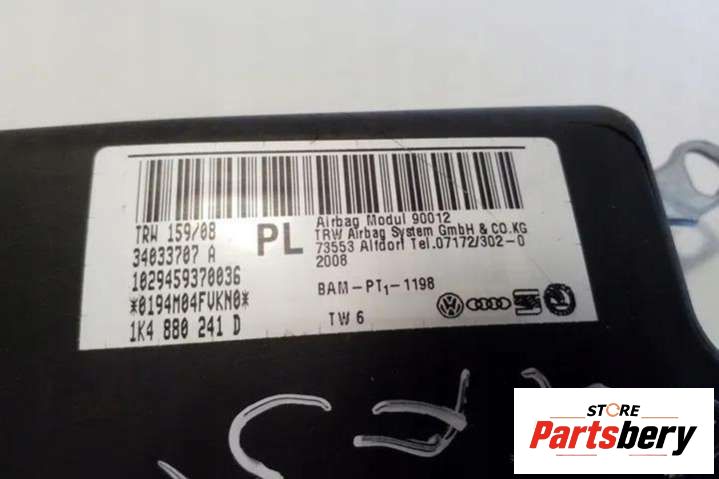 TRW 159/08
34033707 A
1029459370036
*0194M04FVKN0*
1K4 880 241 D
PL
Airbag Modul 90012
TRW Airbag System GmbH & CO.KG
73553 Alfdorf Tel.07172/302-0
2008
BAM-PT1-1198
TW 6
STORE
Partsbery